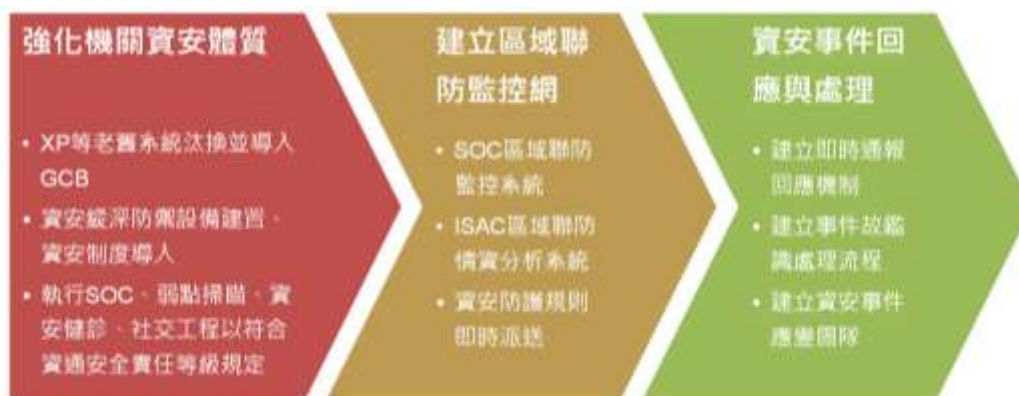 強化機關資安體質
• XP等老舊系統汰換並導入
GCB
• 資安縱深防禦設備建置、
資安制度導入
• 執行SOC、弱點掃瞄、資
安健診、社交工程以符合
資通安全責任等級規定
建立區域聯
防監控網
• SOC區域聯防
監控系統
• ISAC區域聯防
情資分析系統
• 資安防護規則
即時派送
資安事件回
應與處理
• 建立即時通報
回應機制
• 建立事件故鑑
識處理流程
• 建立資安事件
應變團隊